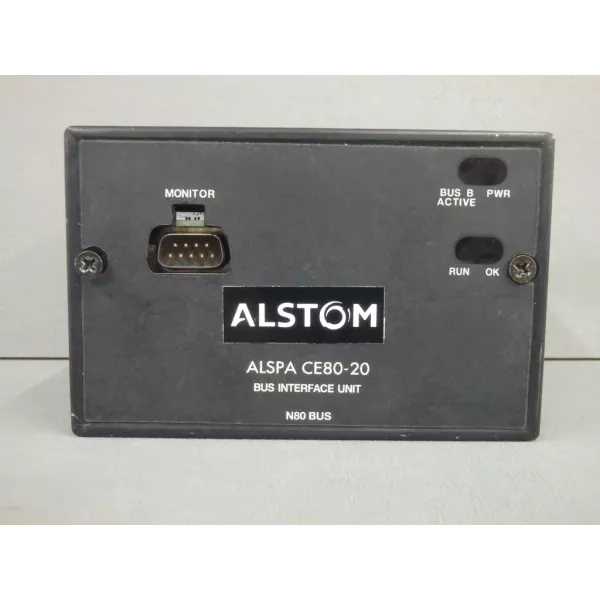 MONITOR
BUS B PWR
ACTIVE
RUN OK
ALSTOM
ALSPA CE80-20
BUS INTERFACE UNIT
N80 BUS